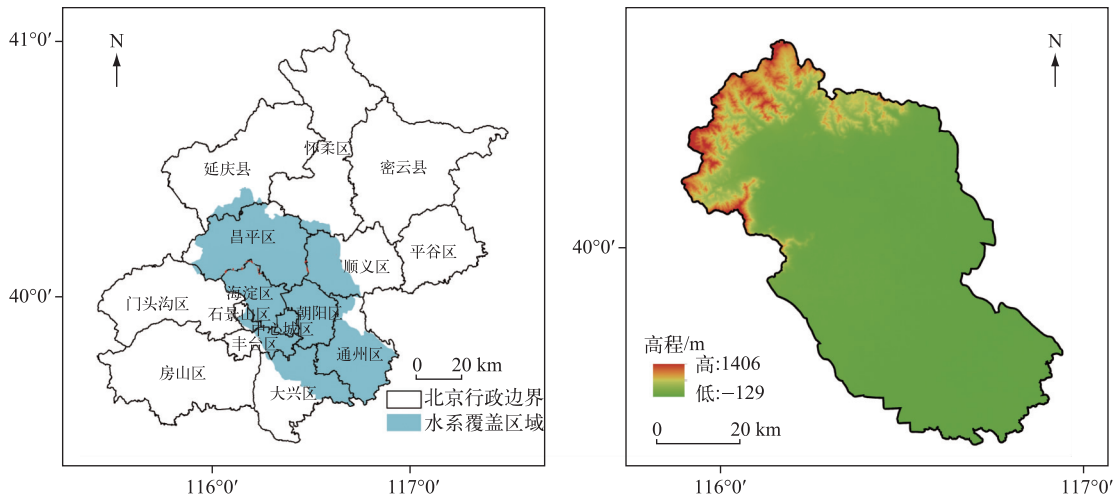 41°0′
N
怀柔区
延庆县
密云县
昌平区
平谷区
顺义区
40°0′
海淀区
门头沟区
石景山区
朝阳区
中心城区
丰台区
通州区
房山区
0 20 km
大兴区
北京行政边界
水系覆盖区域
116°0′
117°0′
N
40°0′
高程/m
高:1406
低:−129
0 20 km
116°0′
117°0′